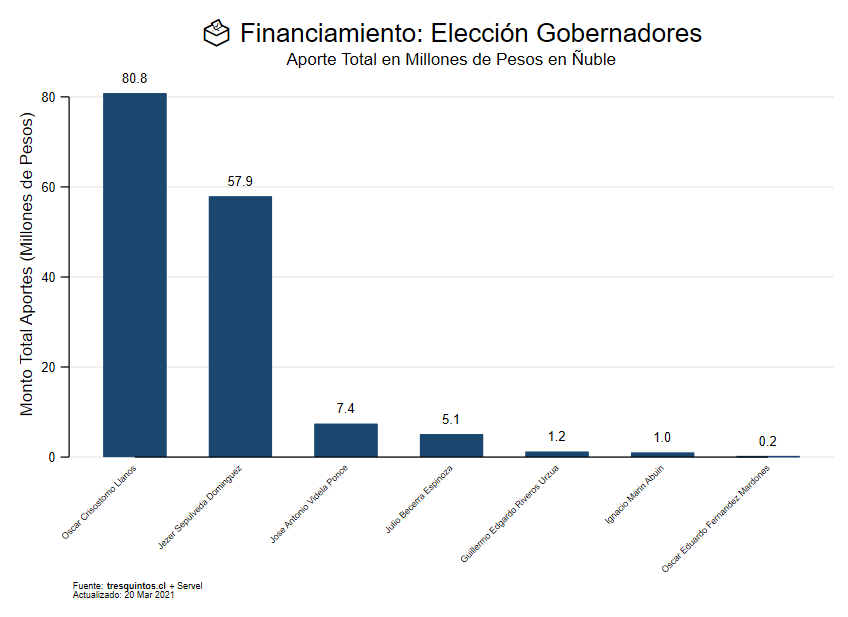 Financiamiento: Elección Gobernadores
Aporte Total en Millones de Pesos en Ñuble
Monto Total Aportes (Millones de Pesos)
80
60
40
20
0
80.8
57.9
7.4
5.1
1.2
1.0
0.2
Oscar Crisostomo Llanos
Jezer Sepulveda Dominguez
Jose Antonio Videla Ponce
Julio Becerra Espinoza
Guillermo Edgardo Riveros Urzua
Ignacio Marin Abuin
Oscar Eduardo Fernandez Mardones
Fuente: tresquintos.cl + Servel
Actualizado: 20 Mar 2021